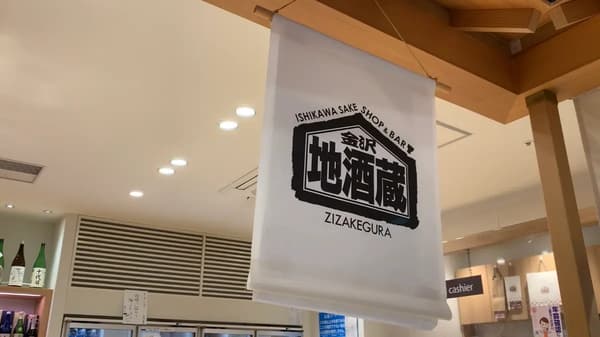 ISHIKAWA SAKE SHOP & BAR
金沢
地酒蔵
ZIZAKEGURA
cashier